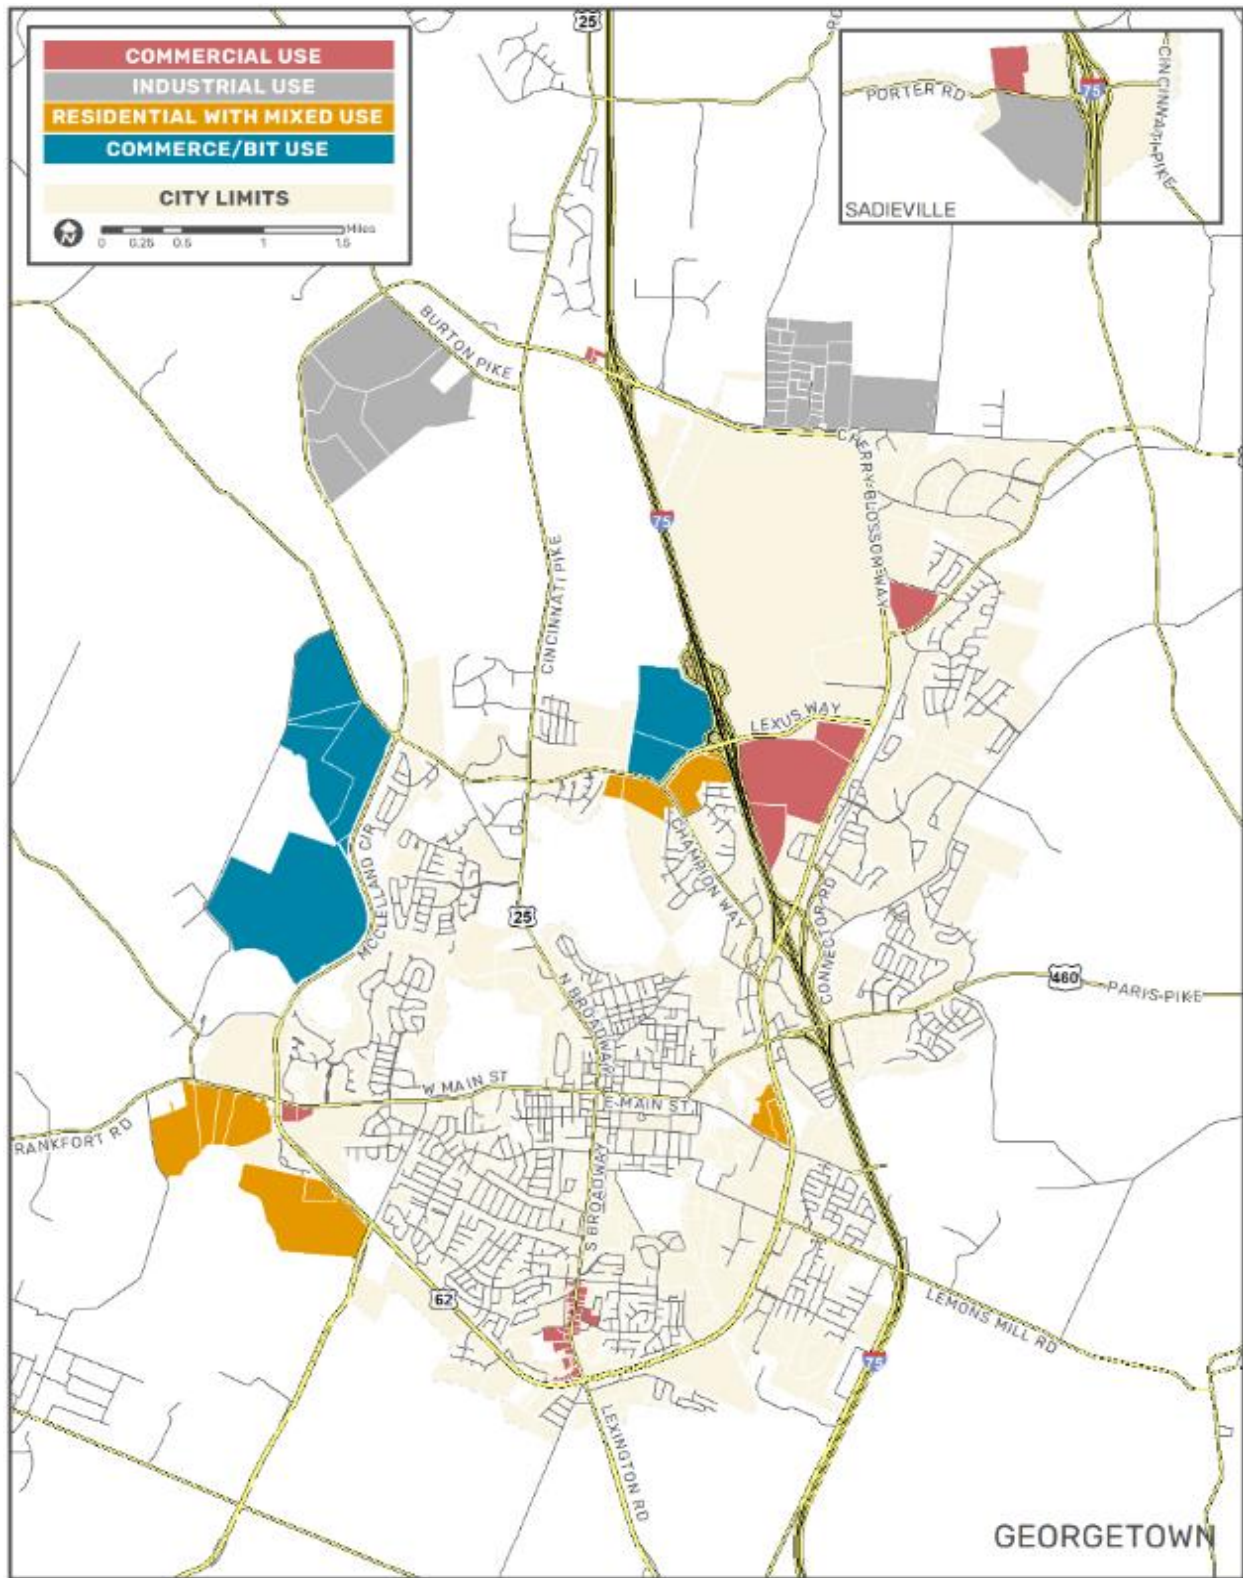 COMMERCIAL USE
INDUSTRIAL USE
RESIDENTIAL WITH MIXED USE
COMMERCE/BIT USE
CITY LIMITS
N
Miles
0 0.25 0.5 1 1.5
25
PORTER RD
75
CINCINNATI PIKE
SADIEVILLE
RD
BURTON PIKE
CHERRY BLOSSOM WAY
75
CINCINNATI PIKE
LEXUS WAY
CHAMPION WAY
MCCLELLAND CIR
25
CONNECTOR RD
N BROADWAY
460
PARIS PIKE
W MAIN ST
E MAIN ST
RANKFORT RD
S BROADWAY
62
LEMONS MILL RD
75
LEXINGTON RD
GEORGETOWN